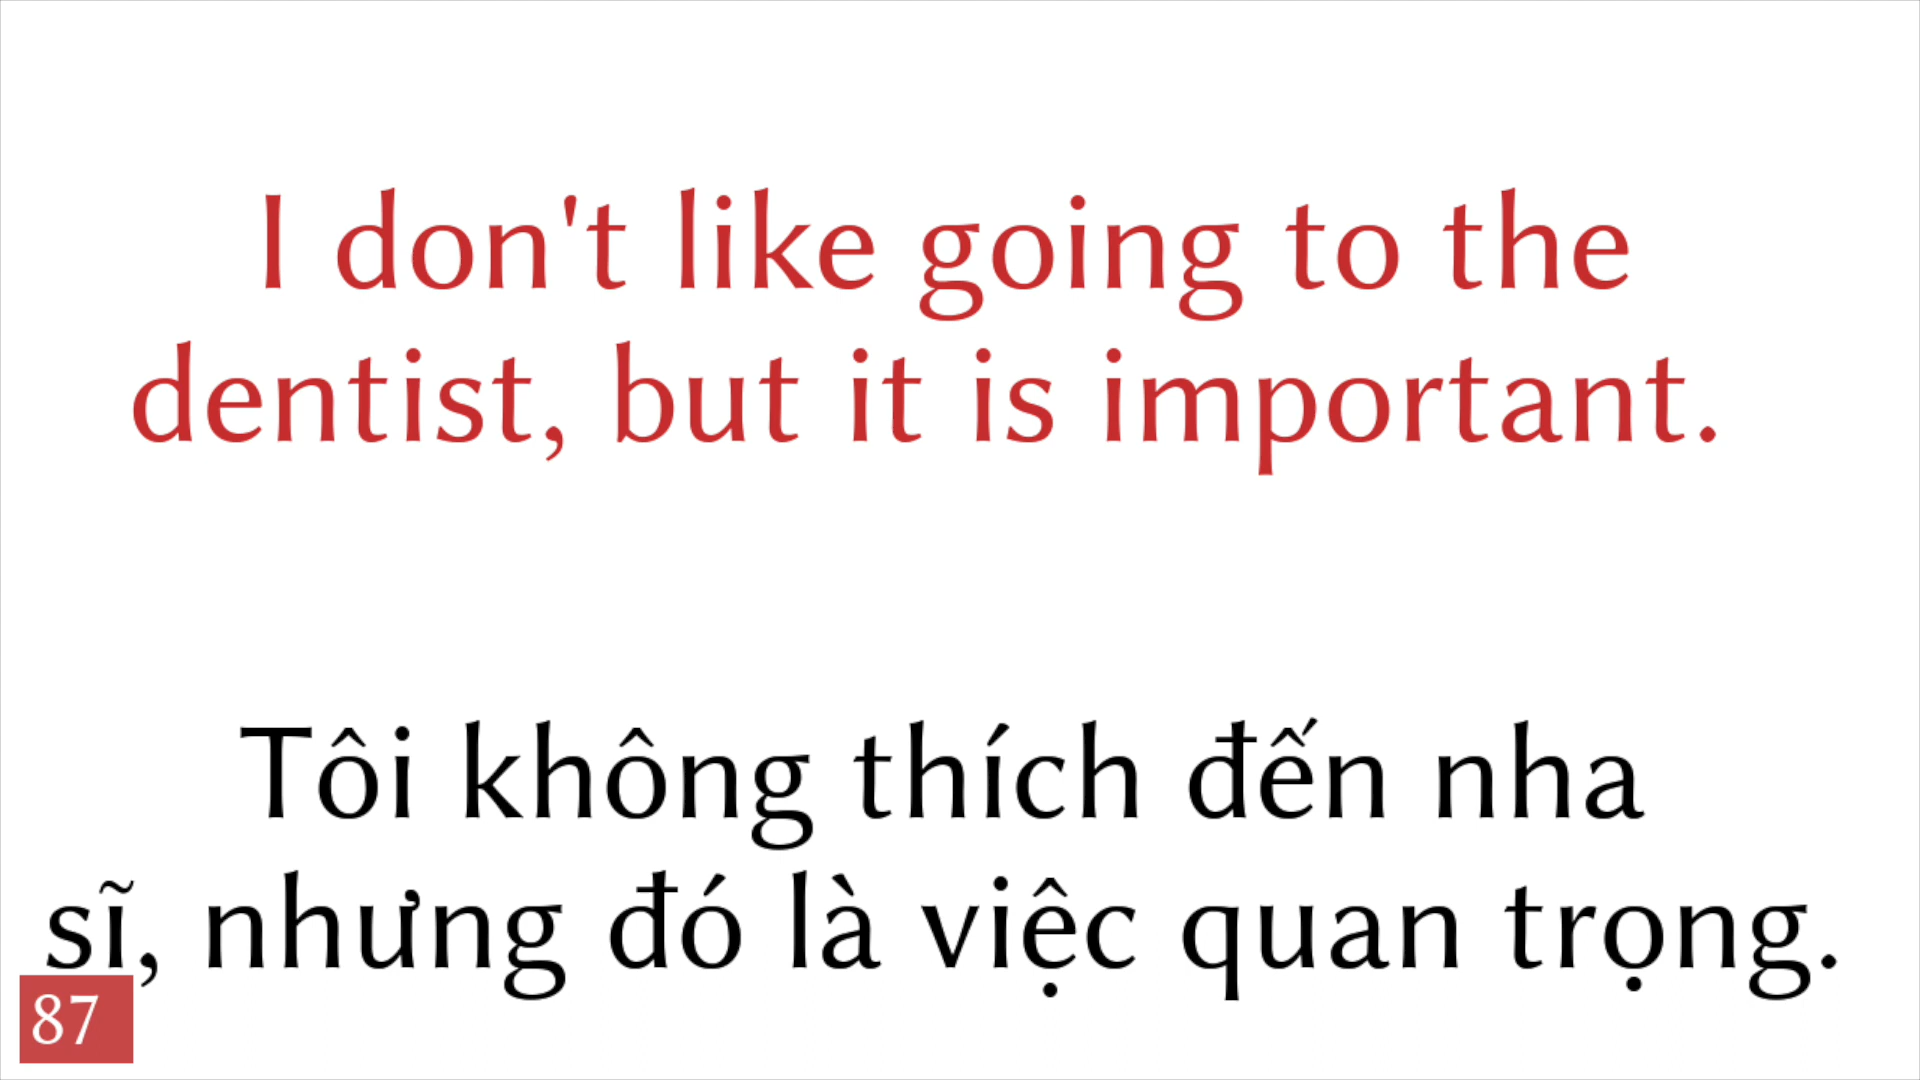 I don't like going to the
dentist, but it is important.
Tôi không thích đến nha
sĩ, nhưng đó là việc quan trọng.
87